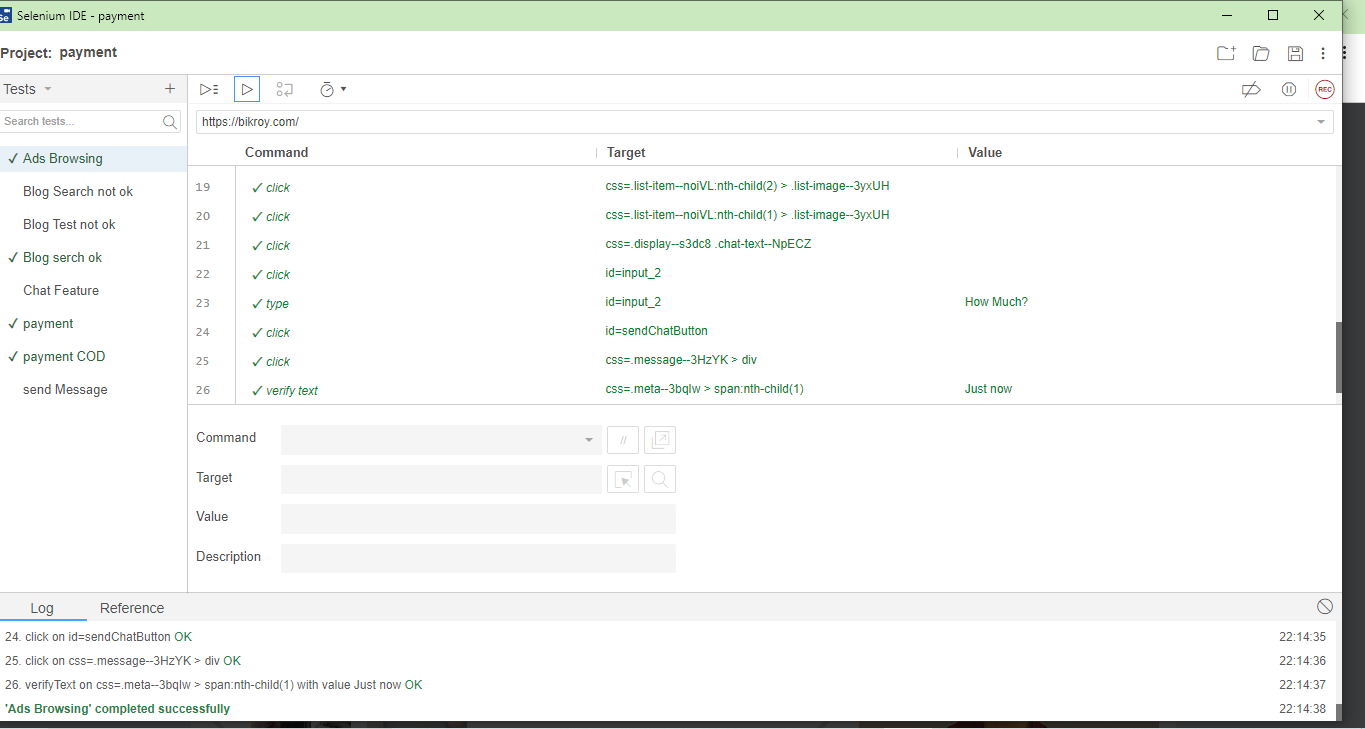 Se Selenium IDE - payment
Project: payment
Tests
Search tests...
✓ Ads Browsing
Blog Search not ok
Blog Test not ok
✓ Blog serch ok
Chat Feature
✓ payment
✓ payment COD
send Message
REC
https://bikroy.com/
Command Target Value
19 ✓ click css=.list-item--noiVL:nth-child(2) > .list-image--3yxUH
20 ✓ click css=.list-item--noiVL:nth-child(1) > .list-image--3yxUH
21 ✓ click css=.display--s3dc8 .chat-text--NpECZ
22 ✓ click id=input_2
23 ✓ type id=input_2 How Much?
24 ✓ click id=sendChatButton
25 ✓ click css=.message--3HzYK > div
26 ✓ verify text css=.meta--3bqIw > span:nth-child(1) Just now
Command //
Target
Value
Description
Log Reference
24. click on id=sendChatButton OK 22:14:35
25. click on css=.message--3HzYK > div OK 22:14:36
26. verifyText on css=.meta--3bqIw > span:nth-child(1) with value Just now OK 22:14:37
'Ads Browsing' completed successfully 22:14:38